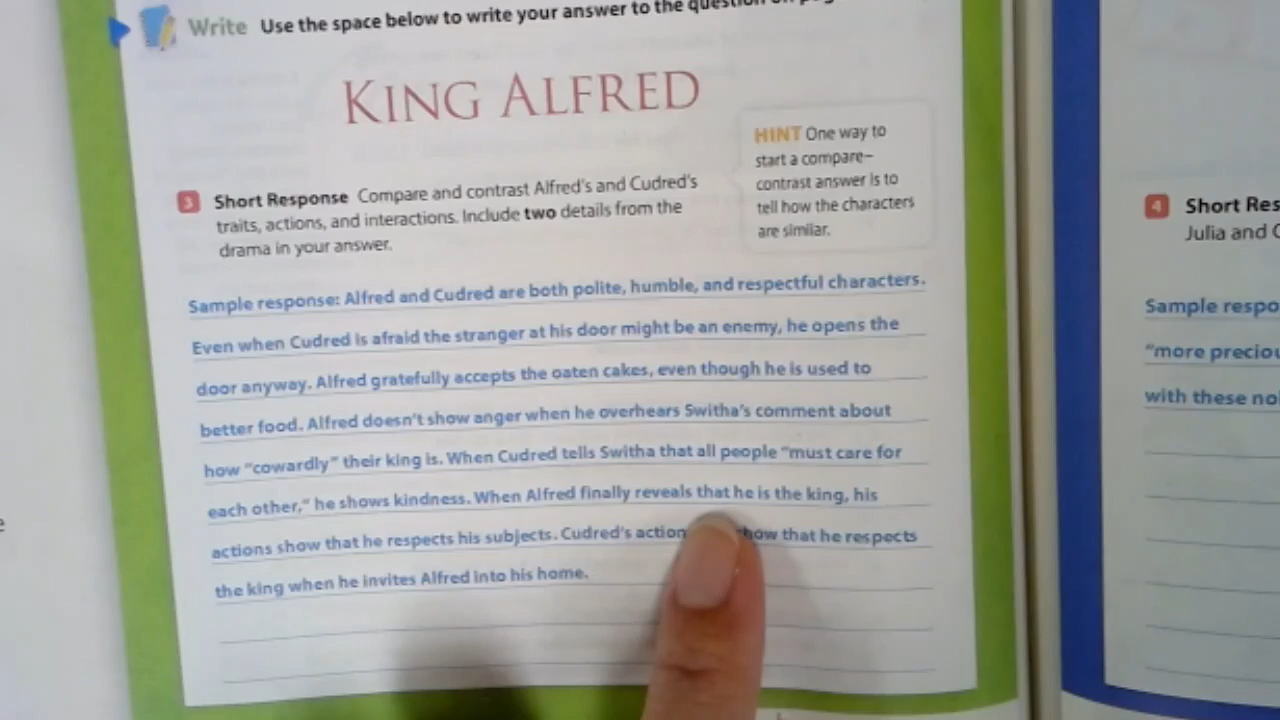 Write Use the space below to write your answer to the question on
KING ALFRED
HINT One way to
start a compare–
contrast answer is to
tell how the characters
are similar.
3 Short Response Compare and contrast Alfred's and Cudred's
traits, actions, and interactions. Include two details from the
drama in your answer.
Sample response: Alfred and Cudred are both polite, humble, and respectful characters.
Even when Cudred is afraid the stranger at his door might be an enemy, he opens the
door anyway. Alfred gratefully accepts the oaten cakes, even though he is used to
better food. Alfred doesn't show anger when he overhears Switha's comment about
how "cowardly" their king is. When Cudred tells Switha that all people "must care for
each other," he shows kindness. When Alfred finally reveals that he is the king, his
actions show that he respects his subjects. Cudred's show that he respects
the king when he invites Alfred into his home.
4 Short
Julia and
Sample
"more
with these